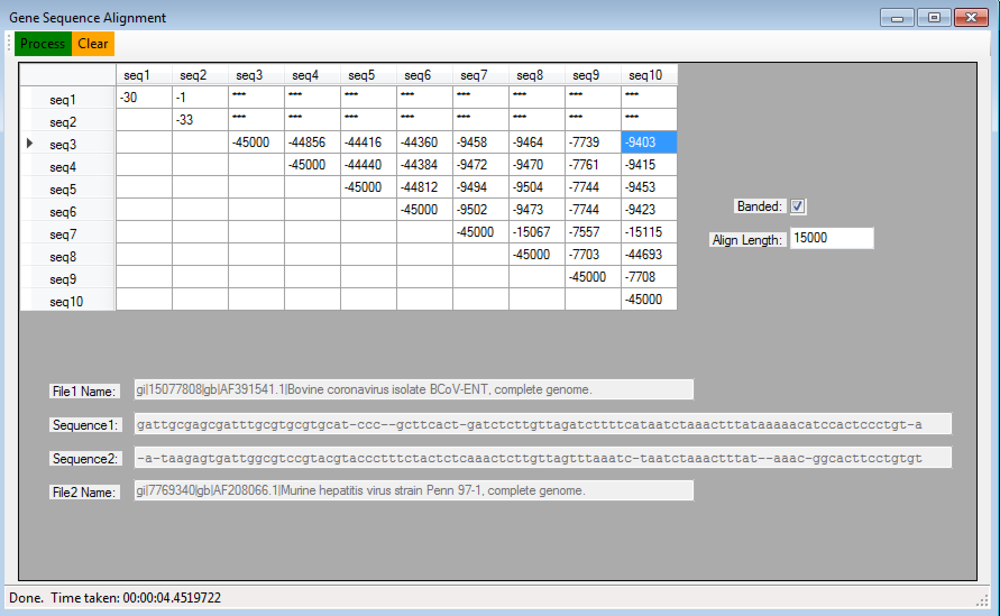 Gene Sequence Alignment
Process Clear
seq1 seq2 seq3 seq4 seq5 seq6 seq7 seq8 seq9 seq10
seq1 -30 -1 *** *** *** *** *** *** *** ***
seq2 -33 *** *** *** *** *** *** *** ***
seq3 -45000 -44856 -44416 -44360 -9458 -9464 -7739 -9403
seq4 -45000 -44440 -44384 -9472 -9470 -7761 -9415
seq5 -45000 -44812 -9494 -9504 -7744 -9453
seq6 -45000 -9502 -9473 -7744 -9423
seq7 -45000 -15067 -7557 -15115
seq8 -45000 -7703 -44693
seq9 -45000 -7708
seq10 -45000
Banded:
Align Length: 15000
File1 Name: gi|15077808|gb|AF391541.1|Bovine coronavirus isolate BCoV-ENT, complete genome.
Sequence1: gattgcgagcgatttgcgtgcgtgcat-ccc--gcttcact-gatctcttgttagatcttttcataatctaaactttataaaaacatccactccctgt-a
Sequence2: -a-taagagtgattggcgtccgtacgtaccctttctactctcaaactcttgttagtttaaatc-taatctaaactttat--aaac-ggcacttcctgtgt
File2 Name: gi|7769340|gb|AF208066.1|Murine hepatitis virus strain Penn 97-1, complete genome.
Done. Time taken: 00:00:04.4519722